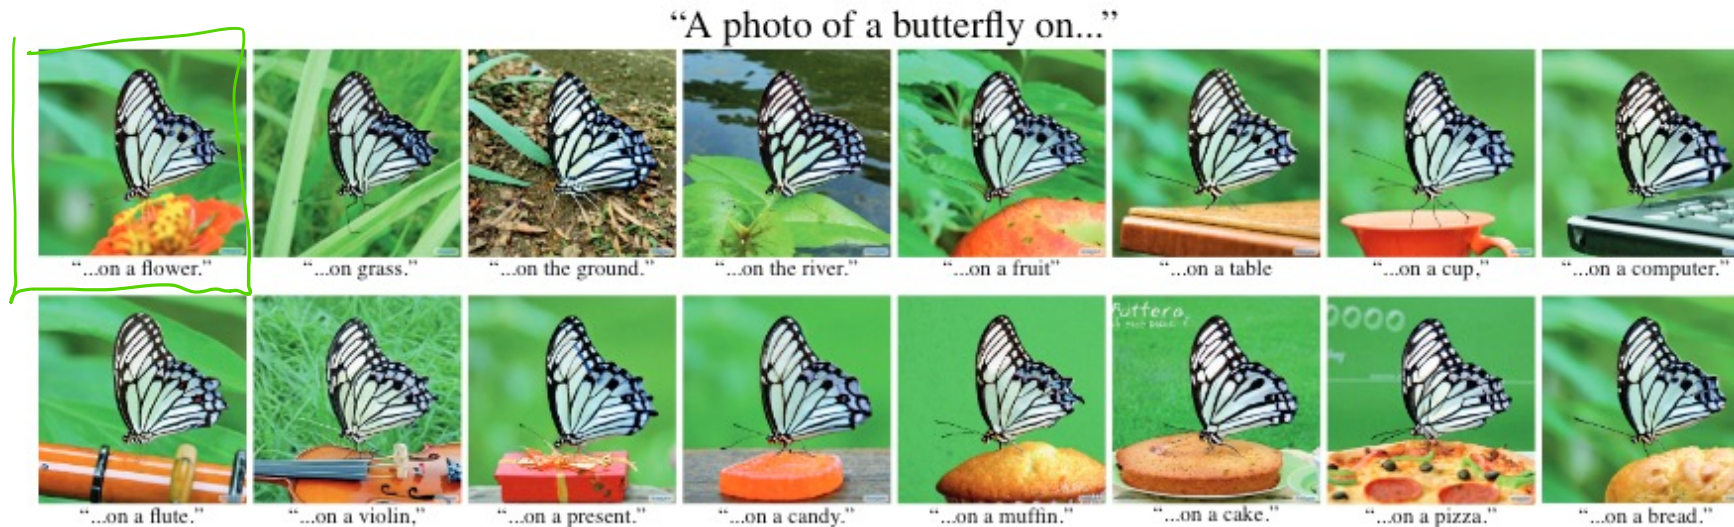 “A photo of a butterfly on...”
“...on a flower.” “...on grass.” “...on the ground.” “...on the river.” “...on a fruit” “...on a table “...on a cup,” “...on a computer.”
“...on a flute.” “...on a violin,” “...on a present.” “...on a candy.” “...on a muffin.” “...on a cake.” “...on a pizza.” “...on a bread.”